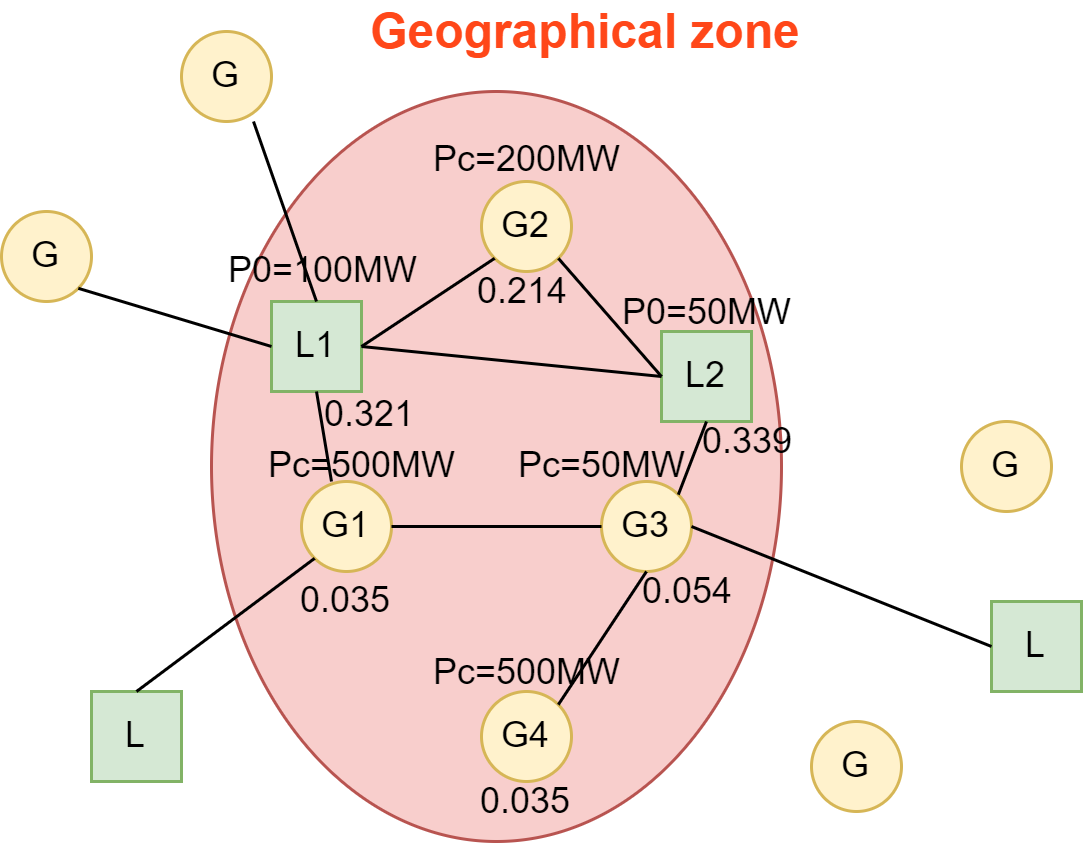 Geographical zone
G
Pc=200MW
G2
G
P0=100MW
0.214
P0=50MW
L1
L2
0.321
0.339
Pc=500MW
Pc=50MW
G
G1
G3
0.035
0.054
L
Pc=500MW
L
G4
G
0.035